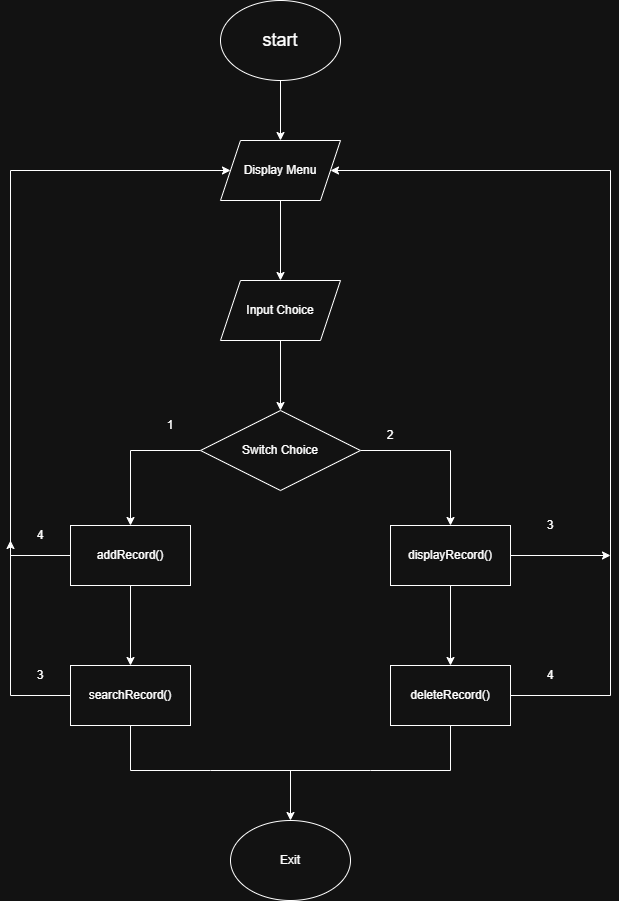 start
Display Menu
Input Choice
1
2
Switch Choice
4
3
addRecord()
displayRecord()
3
4
searchRecord()
deleteRecord()
Exit